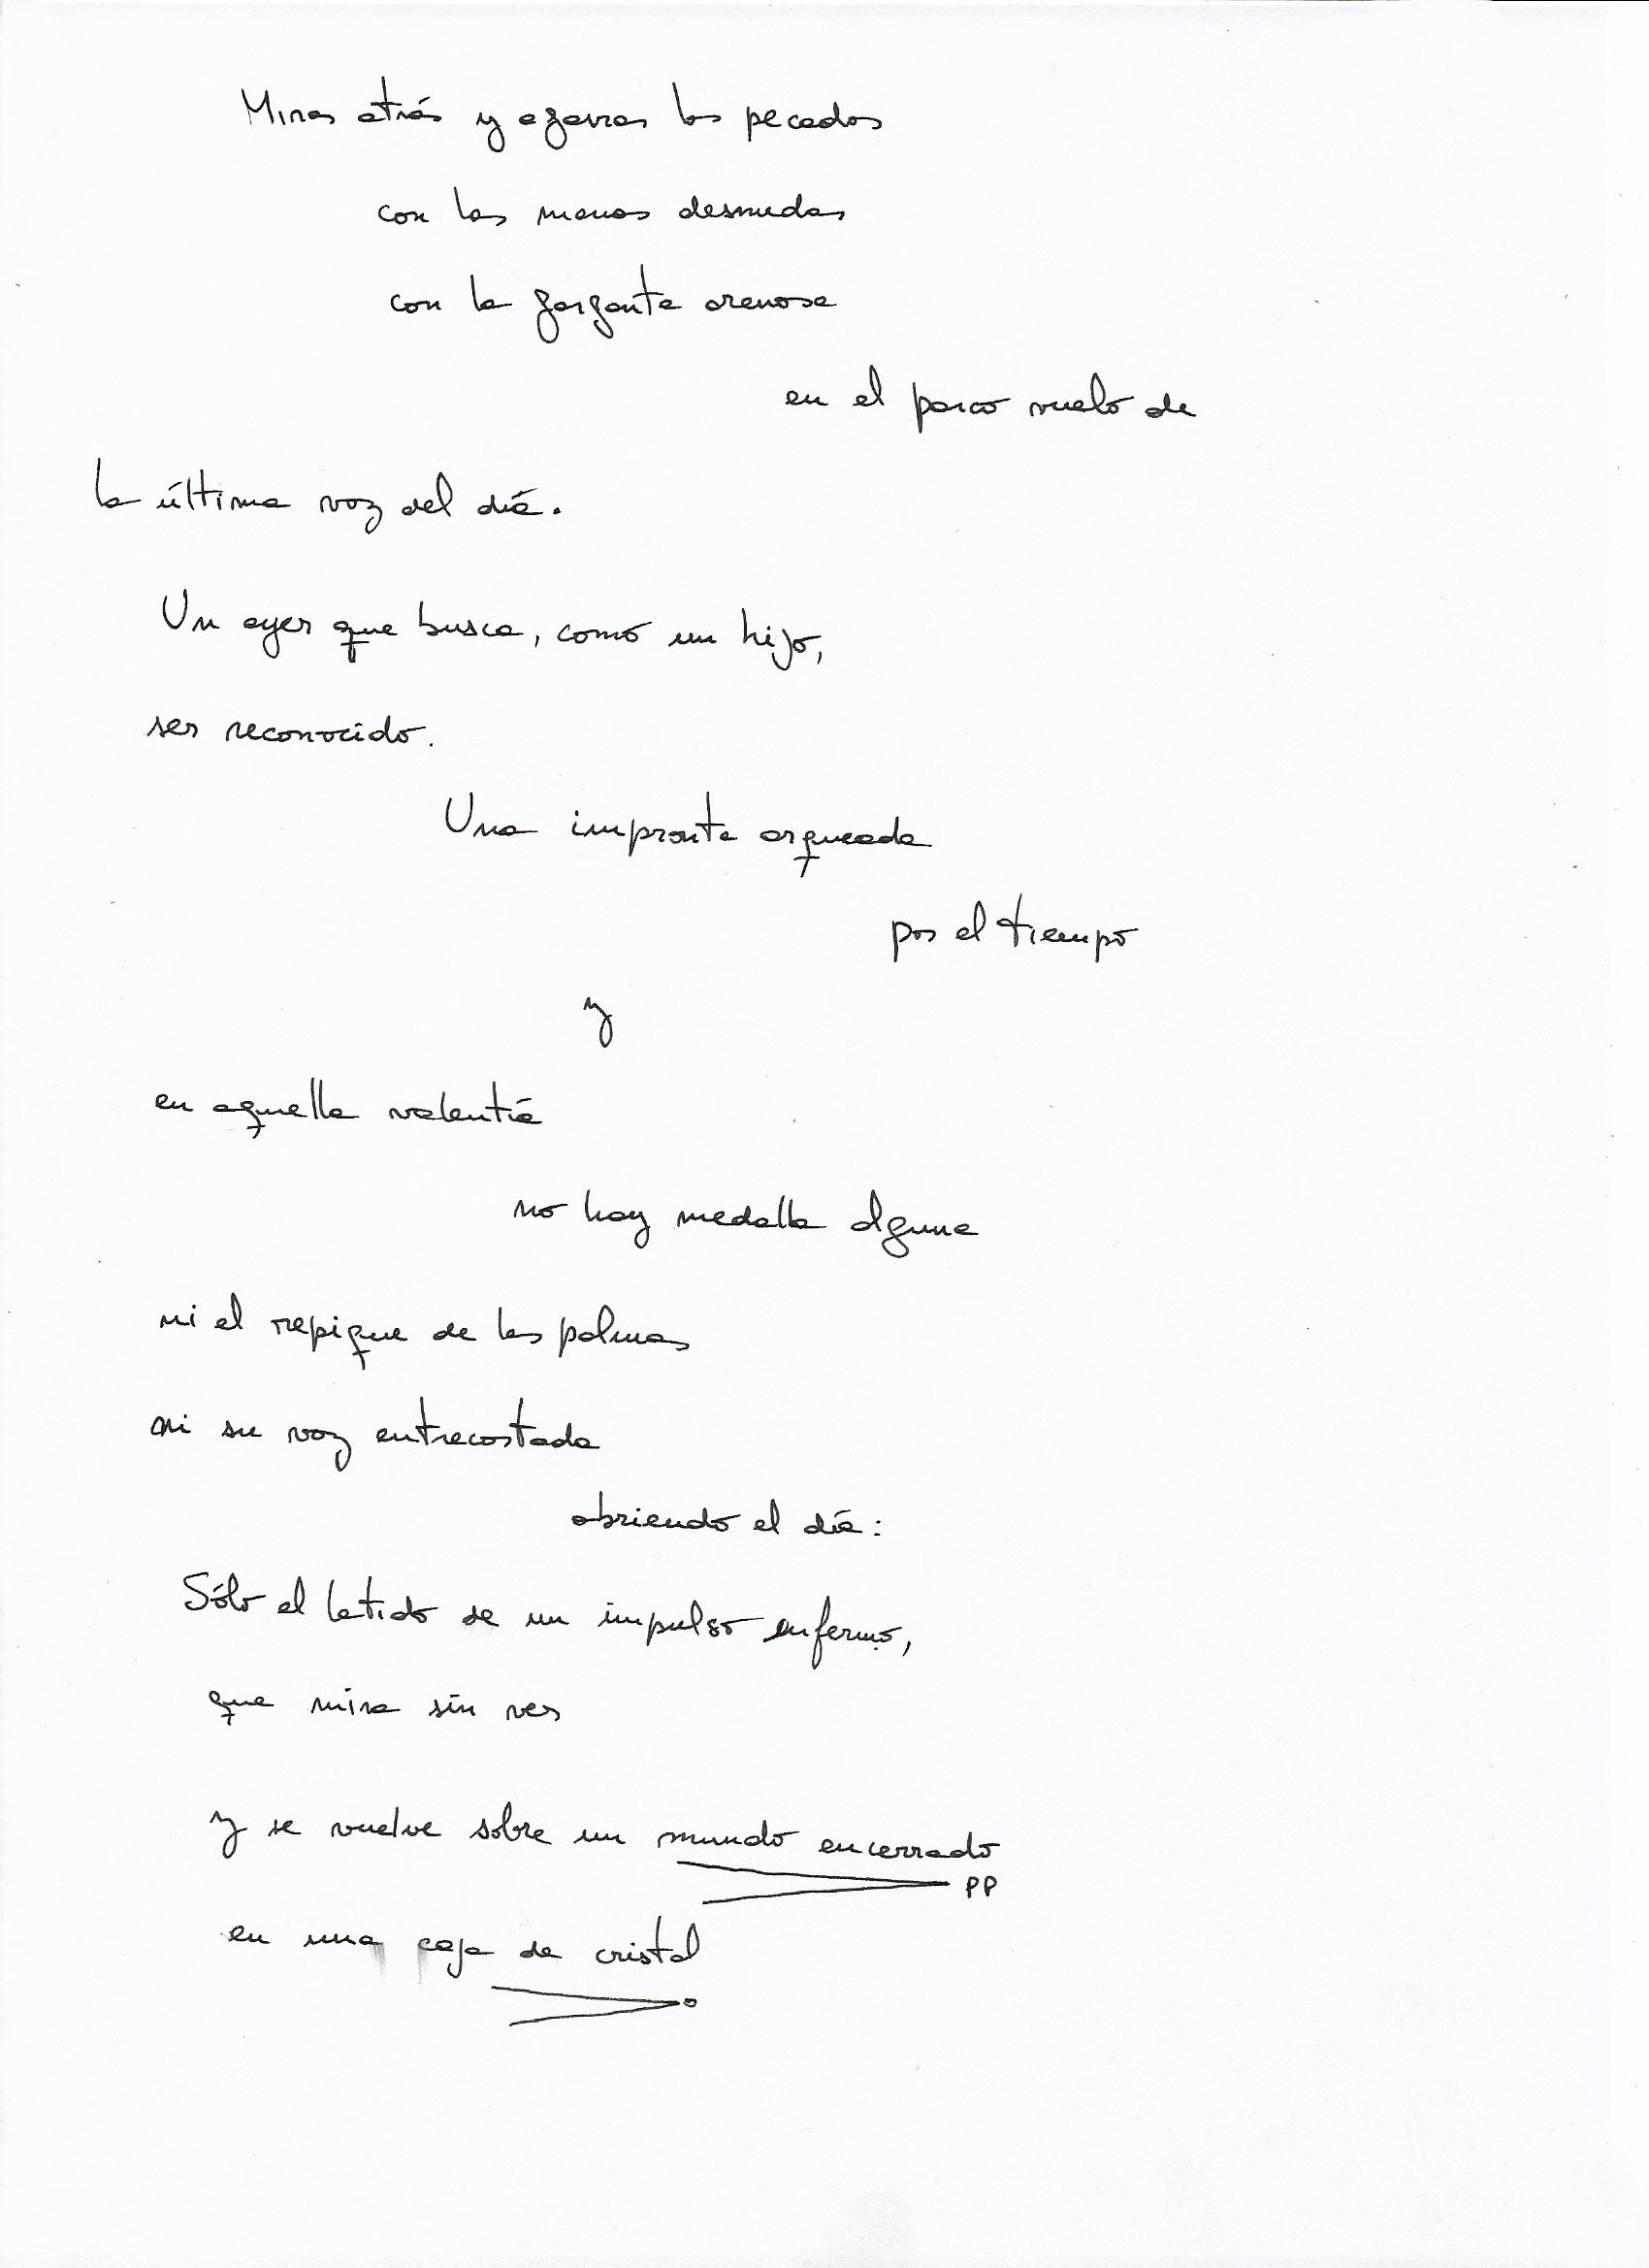 Miras atrás y agarras los pecados
con las manos desnudas
con la garganta arenosa
en el parco vuelo de
la última voz del día.
Un ayer que busca, como un hijo,
ser reconocido.
Una impronta arqueada
por el tiempo
y
en aquella valentía
no hay medalla alguna
ni el repique de las palmas
ni su voz entrecostada
abriendo el día:
Sólo el latido de un impulso enfermo,
que mira sin ver
y se vuelve sobre un mundo encerrado
pp
en una caja de cristal